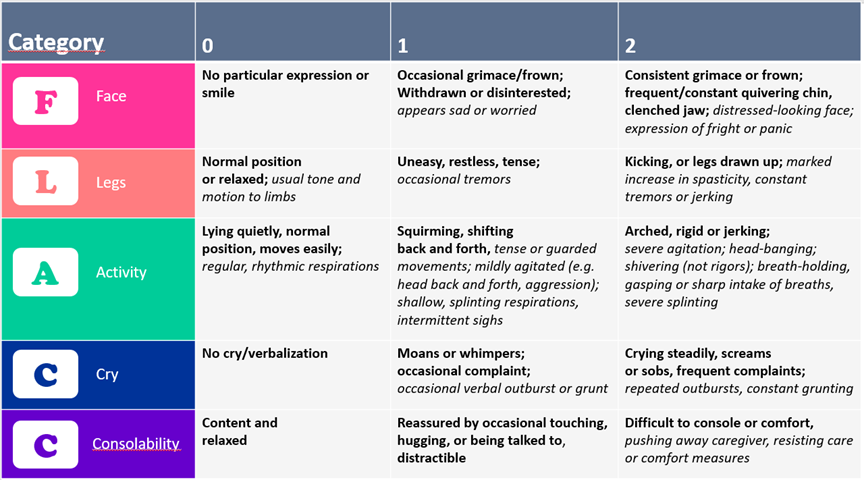 Category 0 1 2
F Face
No particular expression or
smile
Occasional grimace/frown;
Withdrawn or disinterested;
appears sad or worried
Consistent grimace or frown;
frequent/constant quivering chin,
clenched jaw; distressed-looking face;
expression of fright or panic
L Legs
Normal position
or relaxed; usual tone and
motion to limbs
Uneasy, restless, tense;
occasional tremors
Kicking, or legs drawn up; marked
increase in spasticity, constant
tremors or jerking
A Activity
Lying quietly, normal
position, moves easily;
regular, rhythmic respirations
Squirming, shifting
back and forth, tense or guarded
movements; mildly agitated (e.g.
head back and forth, aggression);
shallow, splinting respirations,
intermittent sighs
Arched, rigid or jerking;
severe agitation; head-banging;
shivering (not rigors); breath-holding,
gasping or sharp intake of breaths,
severe splinting
C Cry
No cry/verbalization
Moans or whimpers;
occasional complaint;
occasional verbal outburst or grunt
Crying steadily, screams
or sobs, frequent complaints;
repeated outbursts, constant grunting
C Consolability
Content and
relaxed
Reassured by occasional touching,
hugging, or being talked to,
distractible
Difficult to console or comfort,
pushing away caregiver, resisting care
or comfort measures